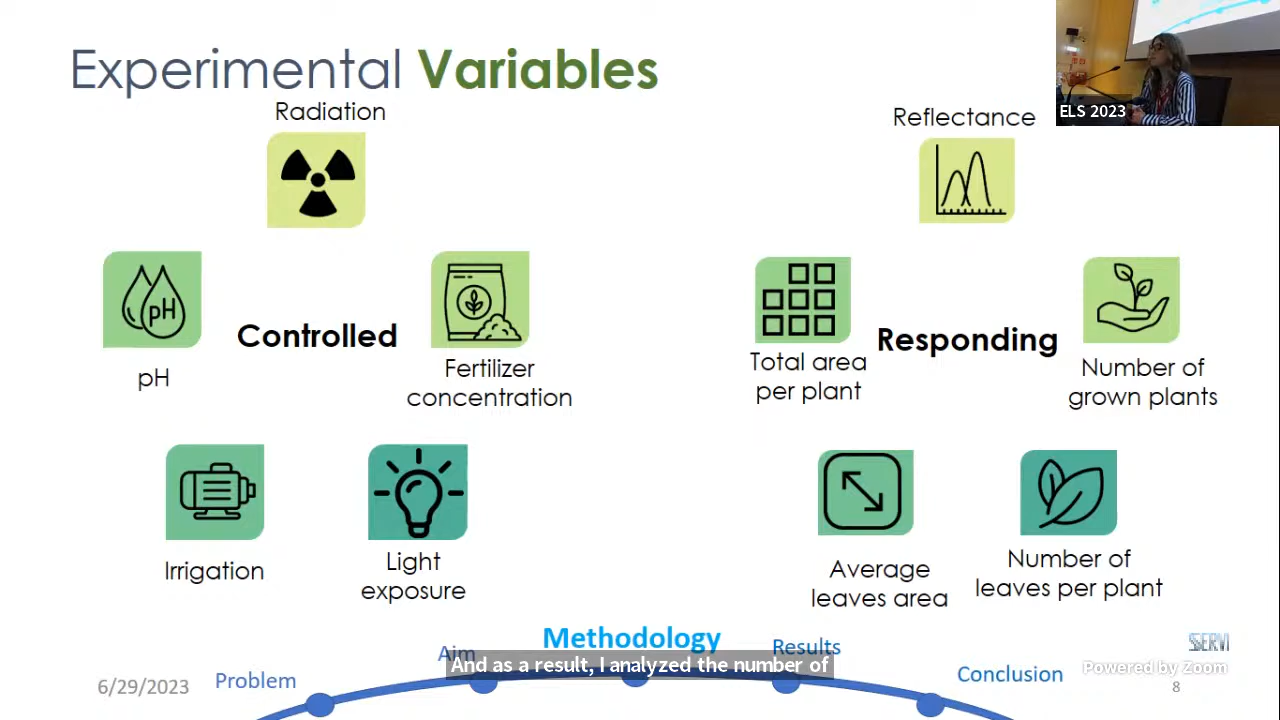 Experimental Variables
Radiation
Reflectance
ELS 2023
pH
Controlled
Fertilizer
concentration
pH
Total area
per plant
Responding
Number of
grown plants
Irrigation
Light
exposure
Average
leaves area
Number of
leaves per plant
Problem
Aim
Methodology
Results
Conclusion
And as a result, I analyzed the number of
6/29/2023
SERVI
Powered by Zoom
8